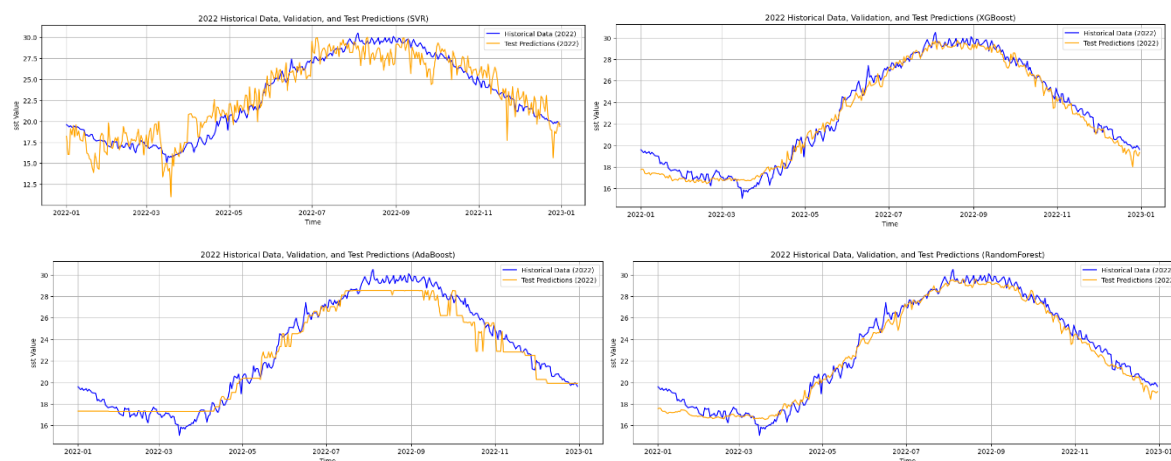 2022 Historical Data, Validation, and Test Predictions (SVR)
Historical Data (2022)
Test Predictions (2022)
sst Value
30.0
27.5
25.0
22.5
20.0
17.5
15.0
12.5
2022-01 2022-03 2022-05 2022-07 2022-09 2022-11 2023-01
Time
2022 Historical Data, Validation, and Test Predictions (XGBoost)
Historical Data (2022)
Test Predictions (2022)
sst Value
30
28
26
24
22
20
18
16
2022-01 2022-03 2022-05 2022-07 2022-09 2022-11 2023-01
Time
2022 Historical Data, Validation, and Test Predictions (AdaBoost)
Historical Data (2022)
Test Predictions (2022)
sst Value
30
28
26
24
22
20
18
16
2022-01 2022-03 2022-05 2022-07 2022-09 2022-11 2023-01
Time
2022 Historical Data, Validation, and Test Predictions (RandomForest)
Historical Data (2022)
Test Predictions (2022)
sst Value
30
28
26
24
22
20
18
16
2022-01 2022-03 2022-05 2022-07 2022-09 2022-11 2023-01
Time